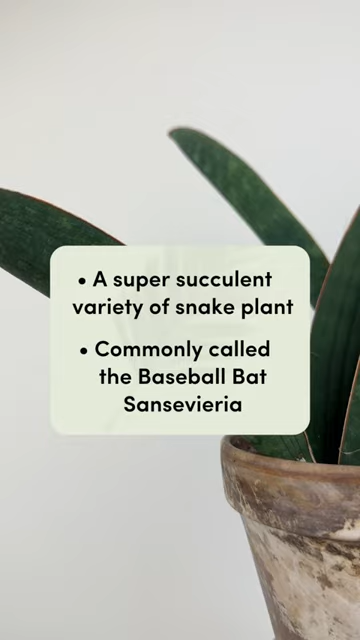 • A super succulent
variety of snake plant
• Commonly called
the Baseball Bat
Sansevieria